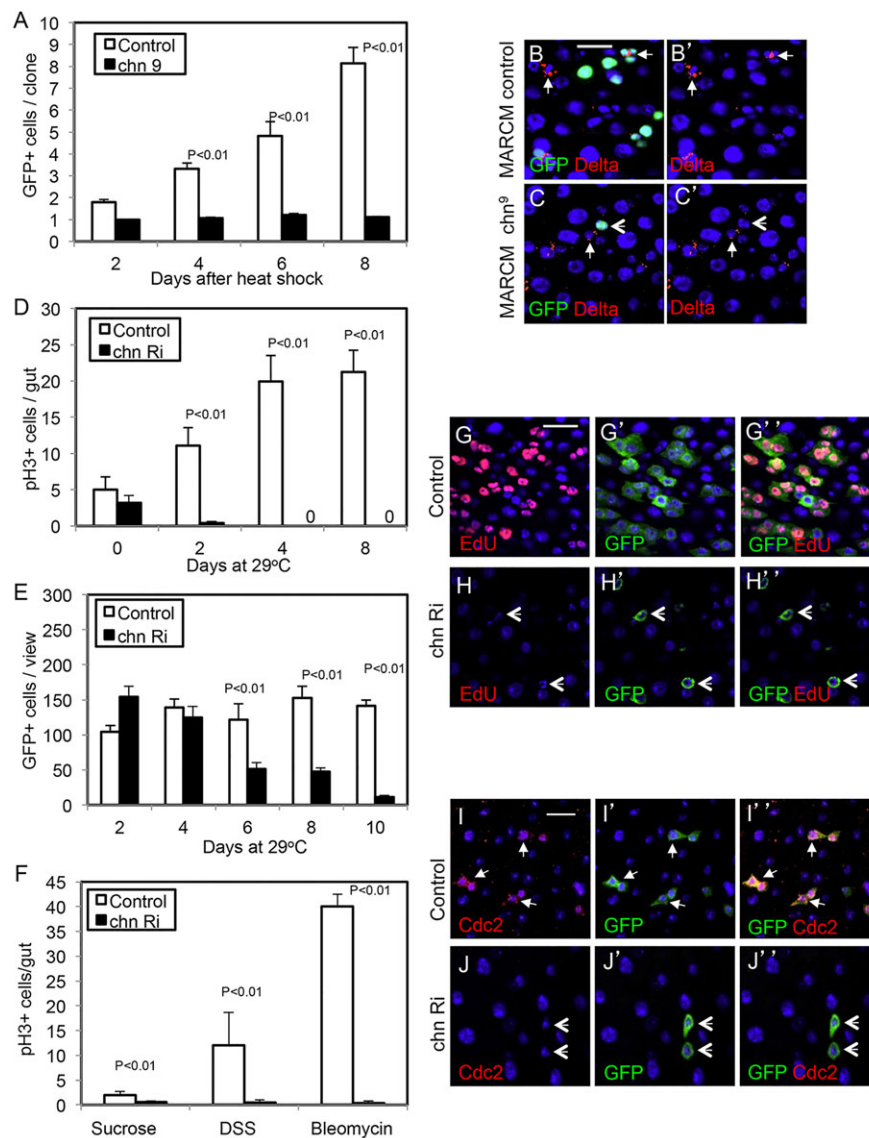 A
10
9
8
7
6
5
4
3
2
1
0
GFP+ cells / clone
Control
chn 9
P<0.01
P<0.01
P<0.01
2 4 6 8
Days after heat shock
MARCM control
B
GFP Delta
B'
Delta
MARCM chn⁹
C
GFP Delta
C'
Delta
D
30
25
20
15
10
5
0
pH3+ cells / gut
Control
chn Ri
P<0.01
P<0.01
P<0.01
0 0
0 2 4 8
Days at 29°C
Control
G
EdU
G'
GFP
G''
GFP EdU
chn Ri
H
EdU
H'
GFP
H''
GFP EdU
E
300
250
200
150
100
50
0
GFP+ cells / view
Control
chn Ri
P<0.01
P<0.01
P<0.01
2 4 6 8 10
Days at 29°C
Control
I
Cdc2
I'
GFP
I''
GFP Cdc2
chn Ri
J
Cdc2
J'
GFP
J''
GFP Cdc2
F
45
40
35
30
25
20
15
10
5
0
pH3+ cells/gut
Control
chn Ri
P<0.01
P<0.01
P<0.01
Sucrose DSS Bleomycin